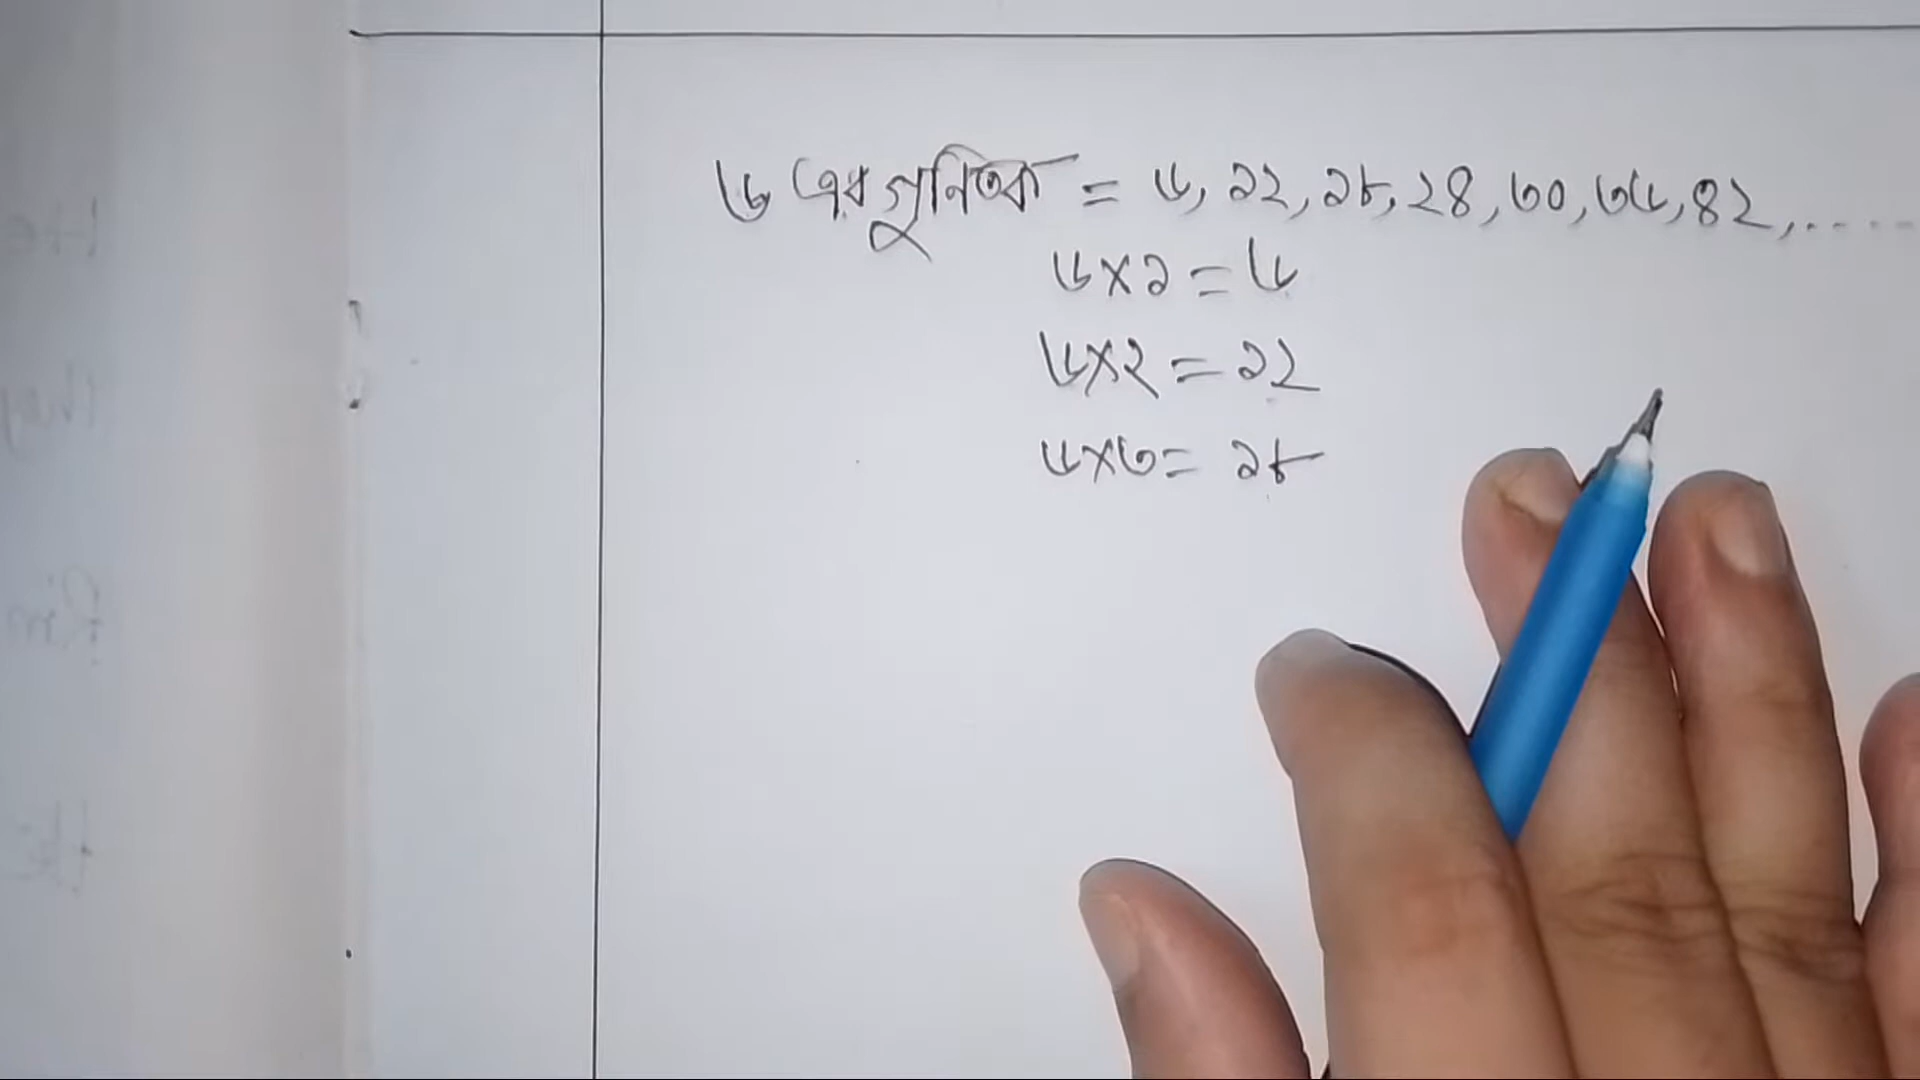 ৬ এর গুনিতক = ৬, ১২, ১৮, ২৪, ৩০, ৩৬, ৪২, .....
৬×১ = ৬
৬×২ = ১২
৬×৩ = ১৮